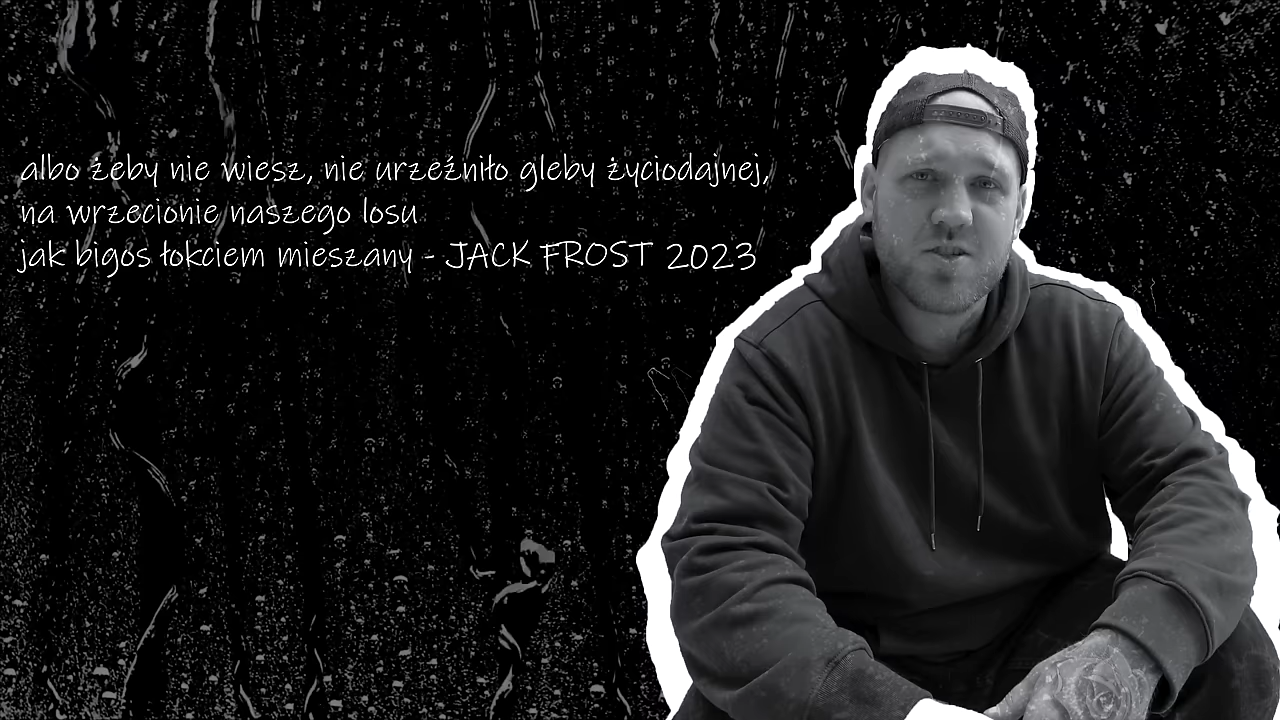 albo żeby nie wiesz, nie urzeźniło gleby życiodajnej,
na wrzecionie naszego losu
jak bigos łokciem mieszany - JACK FROST 2023